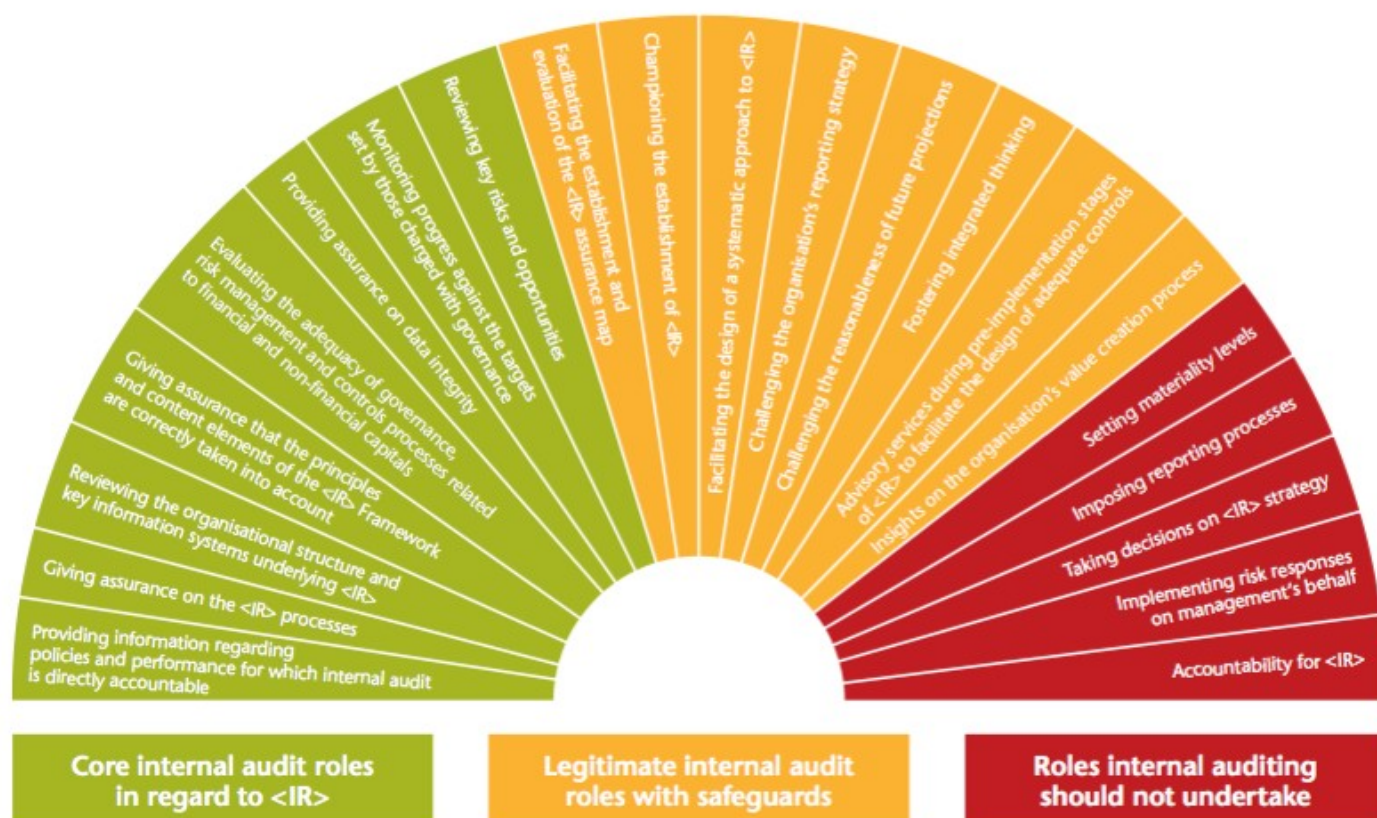 Providing information regarding
policies and performance for which internal audit
is directly accountable
Giving assurance on the <IR> processes
Reviewing the organisational structure and
key information systems underlying <IR>
Giving assurance that the principles
and content elements of the <IR> Framework
are correctly taken into account
Evaluating the adequacy of governance,
risk management and controls processes related
to financial and non-financial capitals
Providing assurance on data integrity
Monitoring progress against the targets
set by those charged with governance
Reviewing key risks and opportunities
Facilitating the establishment and
evaluation of the <IR> assurance map
Championing the establishment of <IR>
Facilitating the design of a systematic approach to <IR>
Challenging the organisation's reporting strategy
Challenging the reasonableness of future projections
Fostering integrated thinking
Advisory services during pre-implementation stages
of <IR> to facilitate the design of adequate controls
Insights on the organisation's value creation process
Setting materiality levels
Imposing reporting processes
Taking decisions on <IR> strategy
Implementing risk responses
on management's behalf
Accountability for <IR>
Core internal audit roles
in regard to <IR>
Legitimate internal audit
roles with safeguards
Roles internal auditing
should not undertake